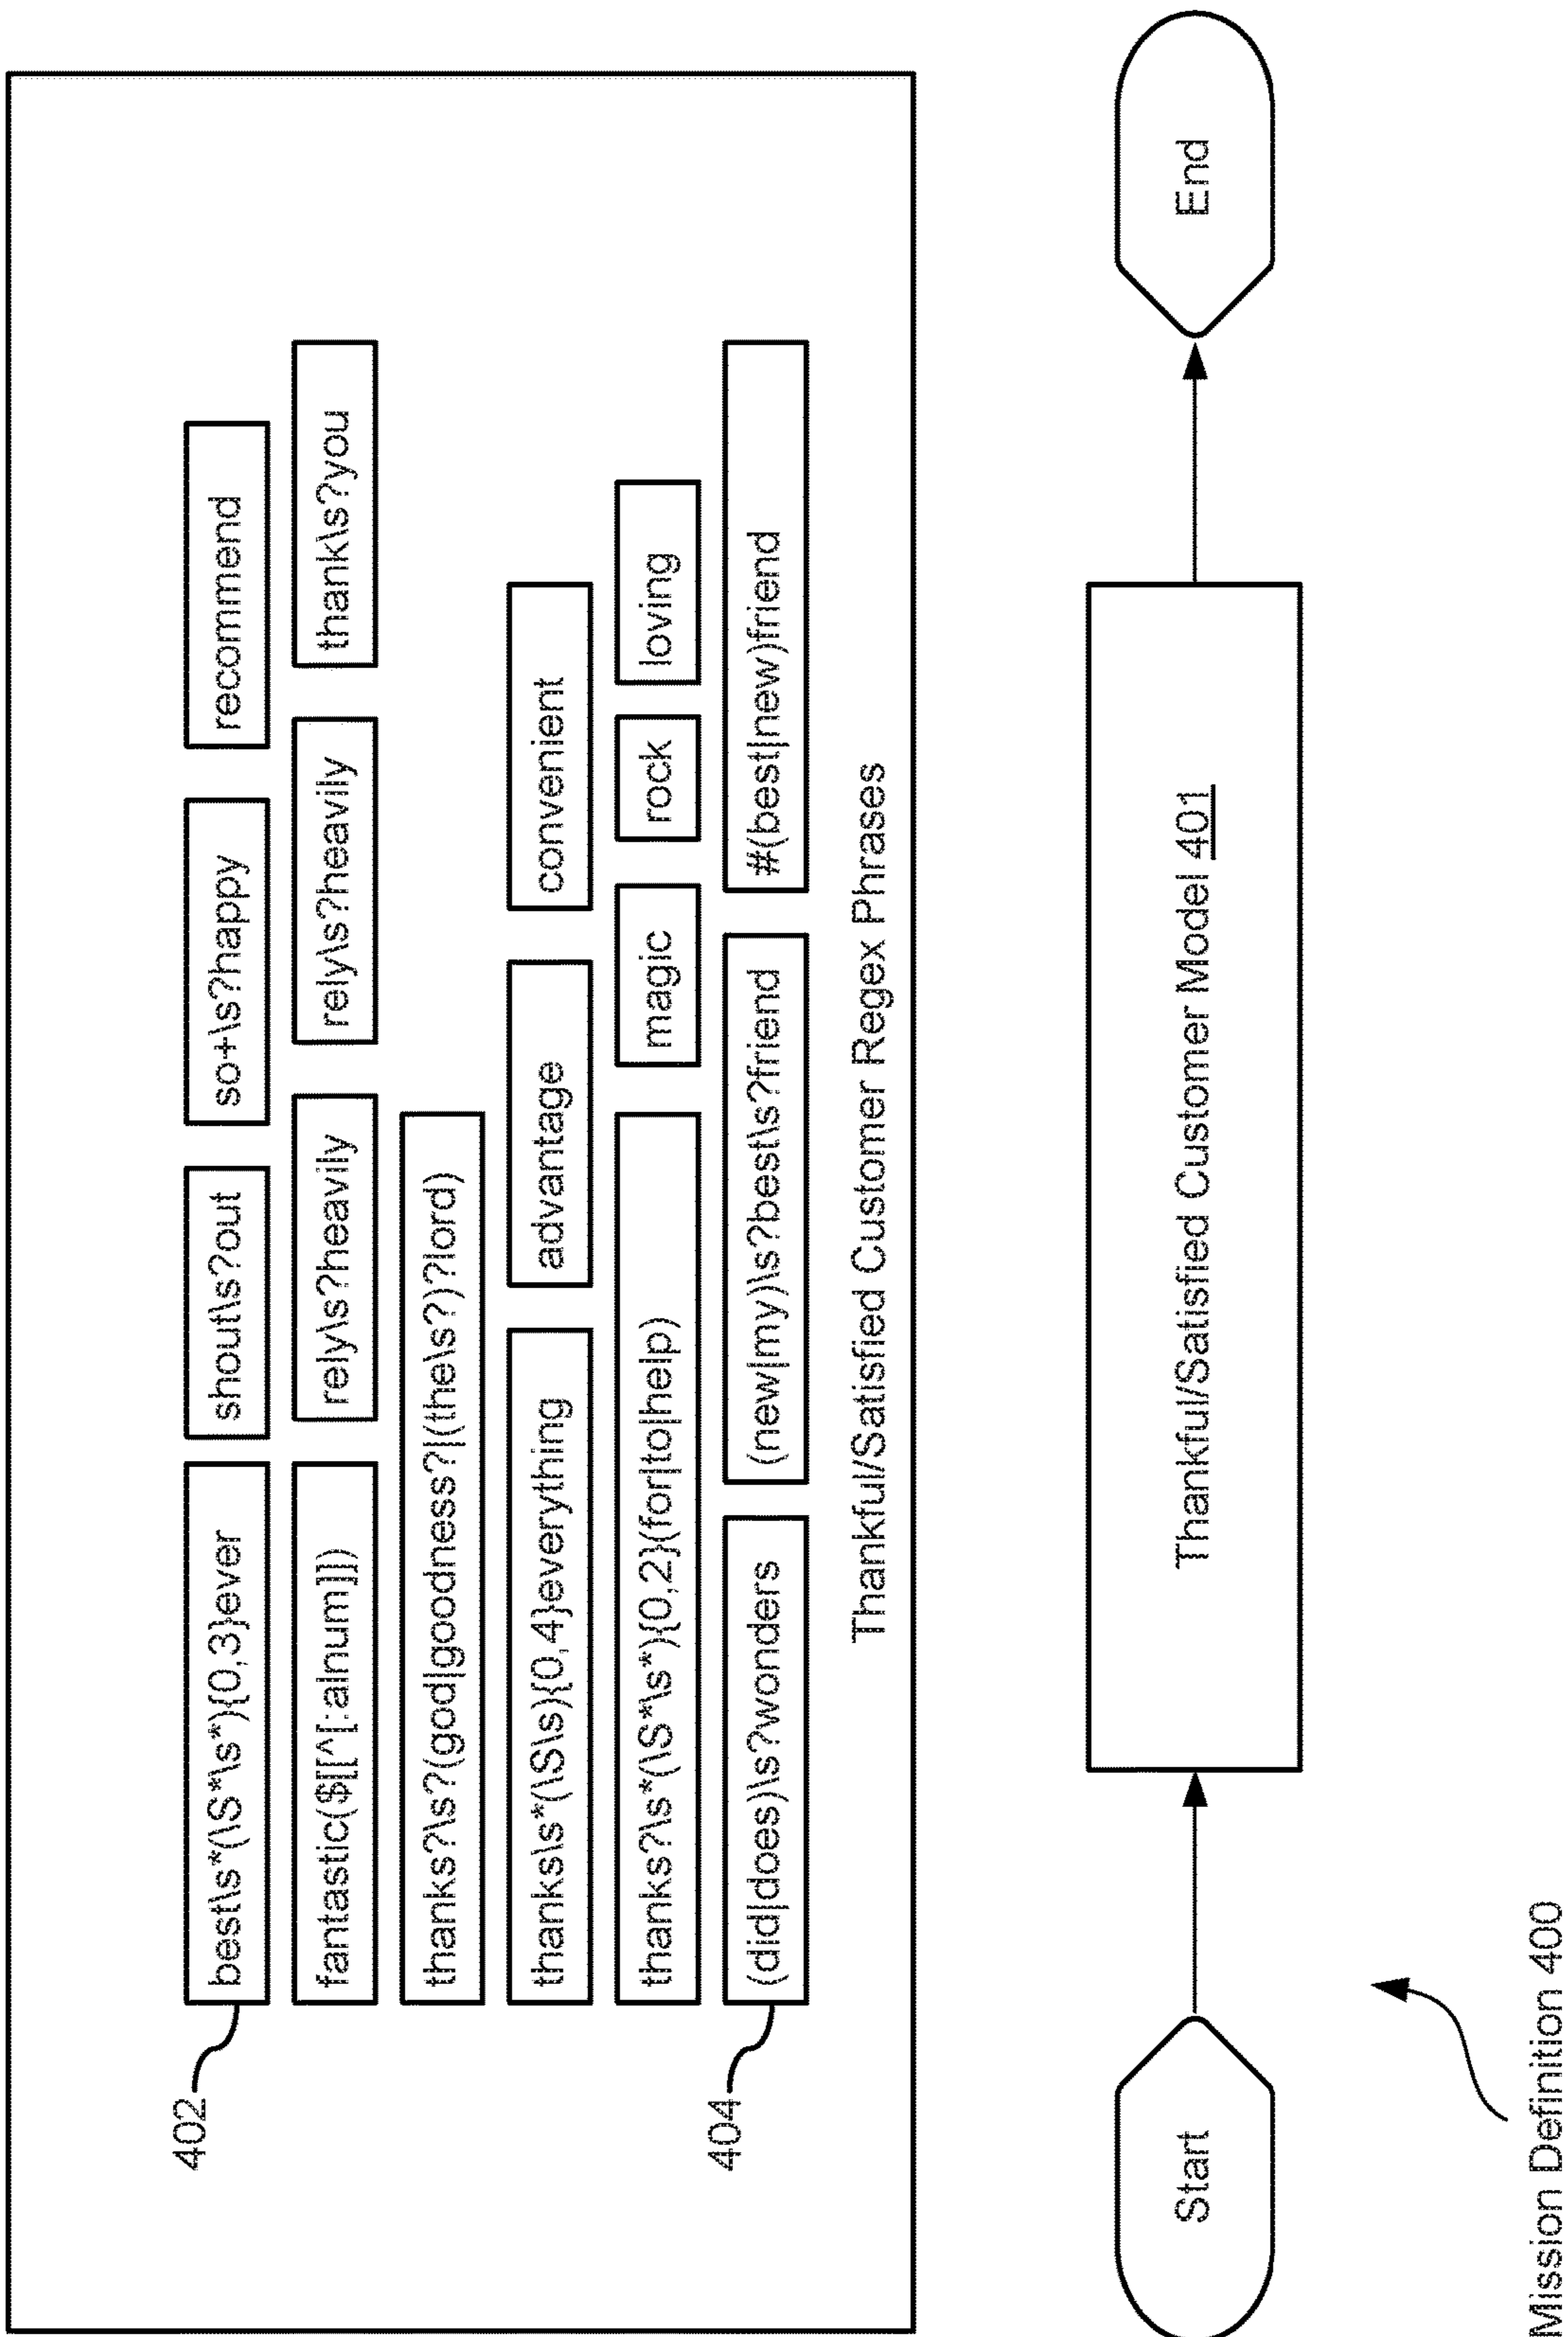 402
best\s*(\S*\s*){0,3}ever
shout\s?out
so+\s?happy
recommend
fantastic($|[^[:alnum]])
rely\s?heavily
rely\s?heavily
thank\s?you
thanks?\s?(god|goodness?|(the\s?)?lord)
thanks\s*(\S\s){0,4}everything
advantage
convenient
thanks?\s*(\S*\s*){0,2}(for|to|help)
magic
rock
loving
404
(did|does)\s?wonders
(new|my)\s?best\s?friend
#(best|new)friend
Thankful/Satisfied Customer Regex Phrases
Start
Thankful/Satisfied Customer Model 401
End
Mission Definition 400